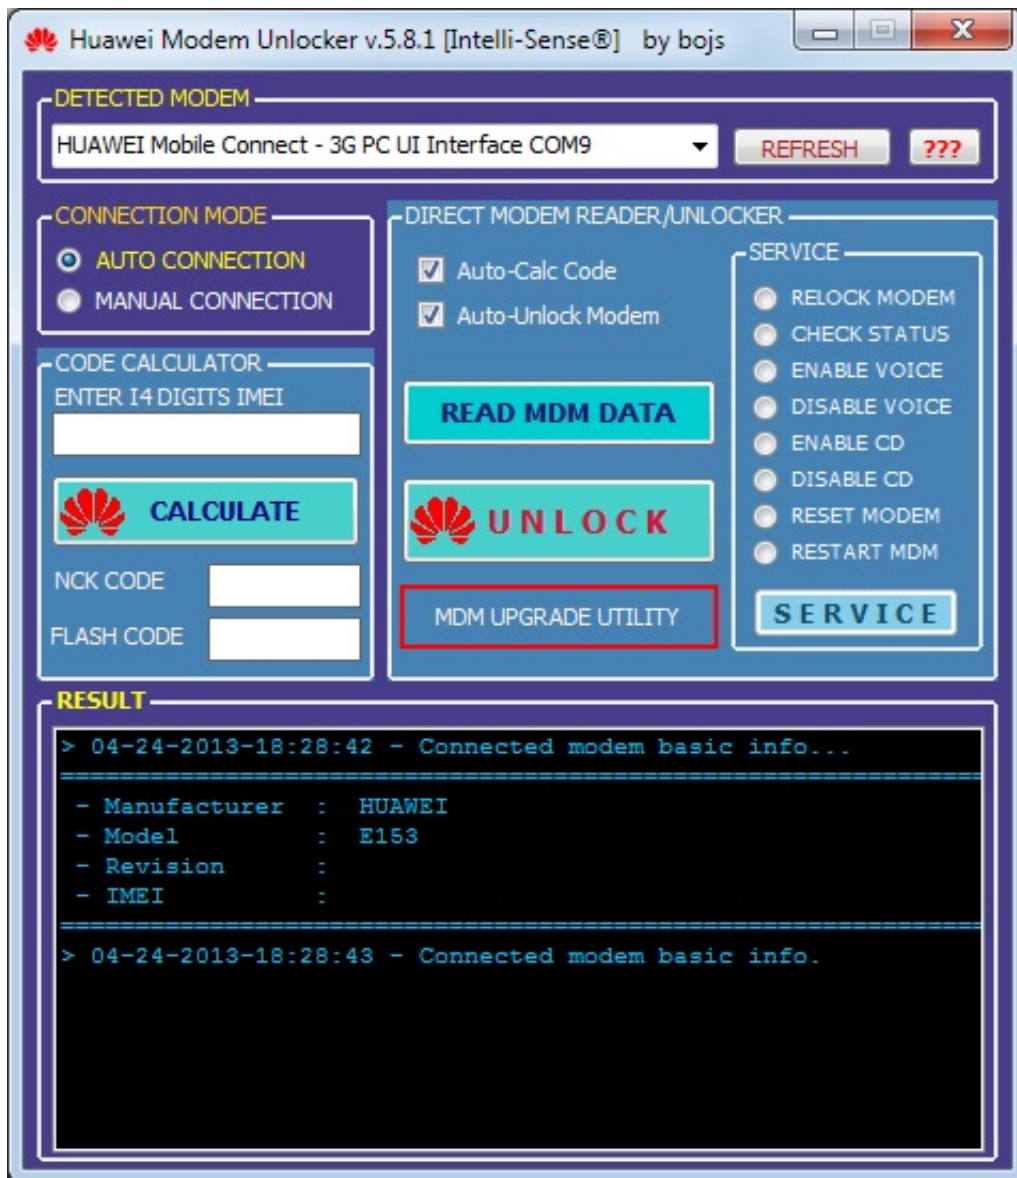 Huawei Modem Unlocker v.5.8.1 [Intelli-Sense®]   by bojs
DETECTED MODEM
HUAWEI Mobile Connect - 3G PC UI Interface COM9
REFRESH
???
CONNECTION MODE
AUTO CONNECTION
MANUAL CONNECTION
CODE CALCULATOR
ENTER I4 DIGITS IMEI
CALCULATE
NCK CODE
FLASH CODE
DIRECT MODEM READER/UNLOCKER
Auto-Calc Code
Auto-Unlock Modem
READ MDM DATA
UNLOCK
MDM UPGRADE UTILITY
SERVICE
RELOCK MODEM
CHECK STATUS
ENABLE VOICE
DISABLE VOICE
ENABLE CD
DISABLE CD
RESET MODEM
RESTART MDM
SERVICE
RESULT
> 04-24-2013-18:28:42 - Connected modem basic info...
================================================================
- Manufacturer  :  HUAWEI
- Model         :  E153
- Revision      :
- IMEI          :
================================================================
> 04-24-2013-18:28:43 - Connected modem basic info.